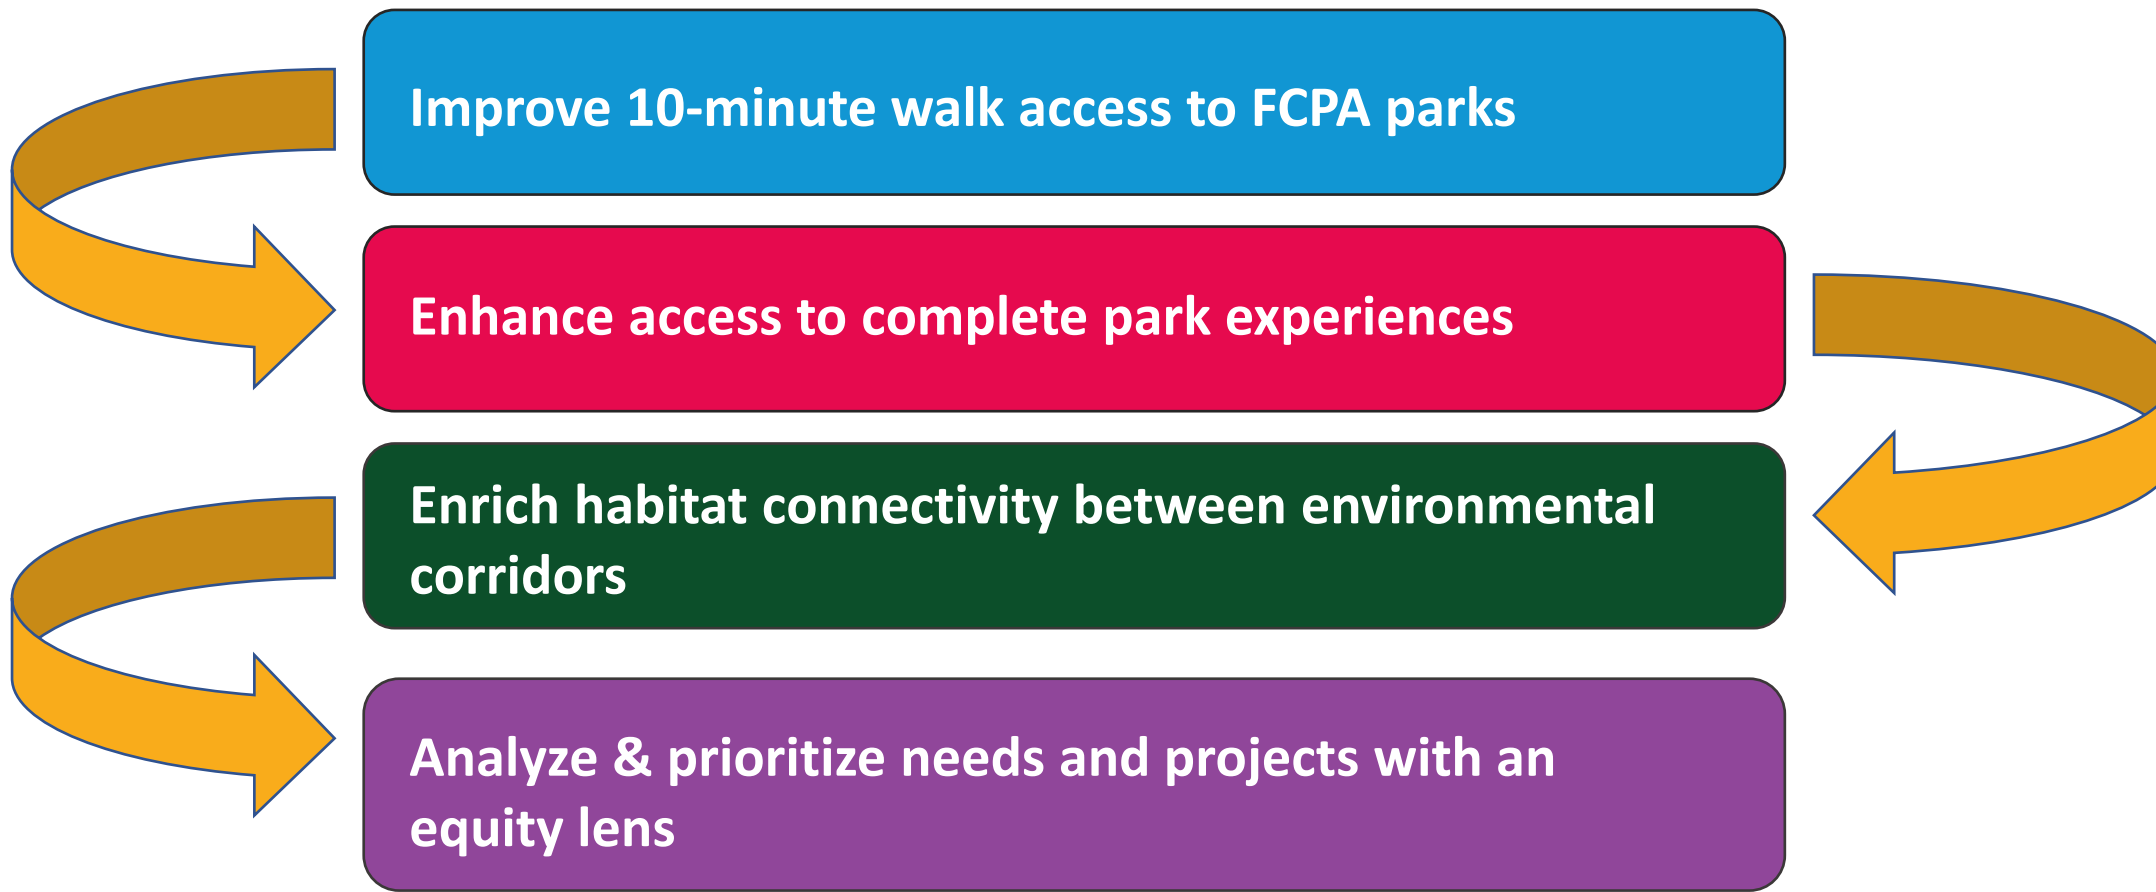 Improve 10-minute walk access to FCPA parks
Enhance access to complete park experiences
Enrich habitat connectivity between environmental
corridors
Analyze & prioritize needs and projects with an
equity lens